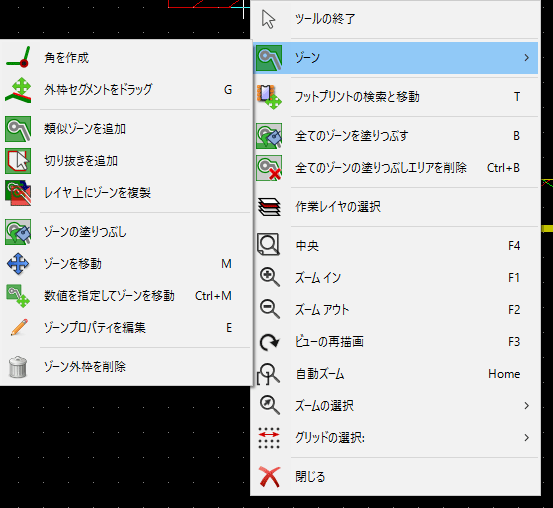 ツールの終了
ゾーン
フットプリントの検索と移動 T
全てのゾーンを塗りつぶす B
全てのゾーンの塗りつぶしエリアを削除 Ctrl+B
作業レイヤの選択
中央 F4
ズーム イン F1
ズーム アウト F2
ビューの再描画 F3
自動ズーム Home
ズームの選択
グリッドの選択:
閉じる
角を作成
外枠セグメントをドラッグ G
類似ゾーンを追加
切り抜きを追加
レイヤ上にゾーンを複製
ゾーンの塗りつぶし
ゾーンを移動 M
数値を指定してゾーンを移動 Ctrl+M
ゾーンプロパティを編集 E
ゾーン外枠を削除